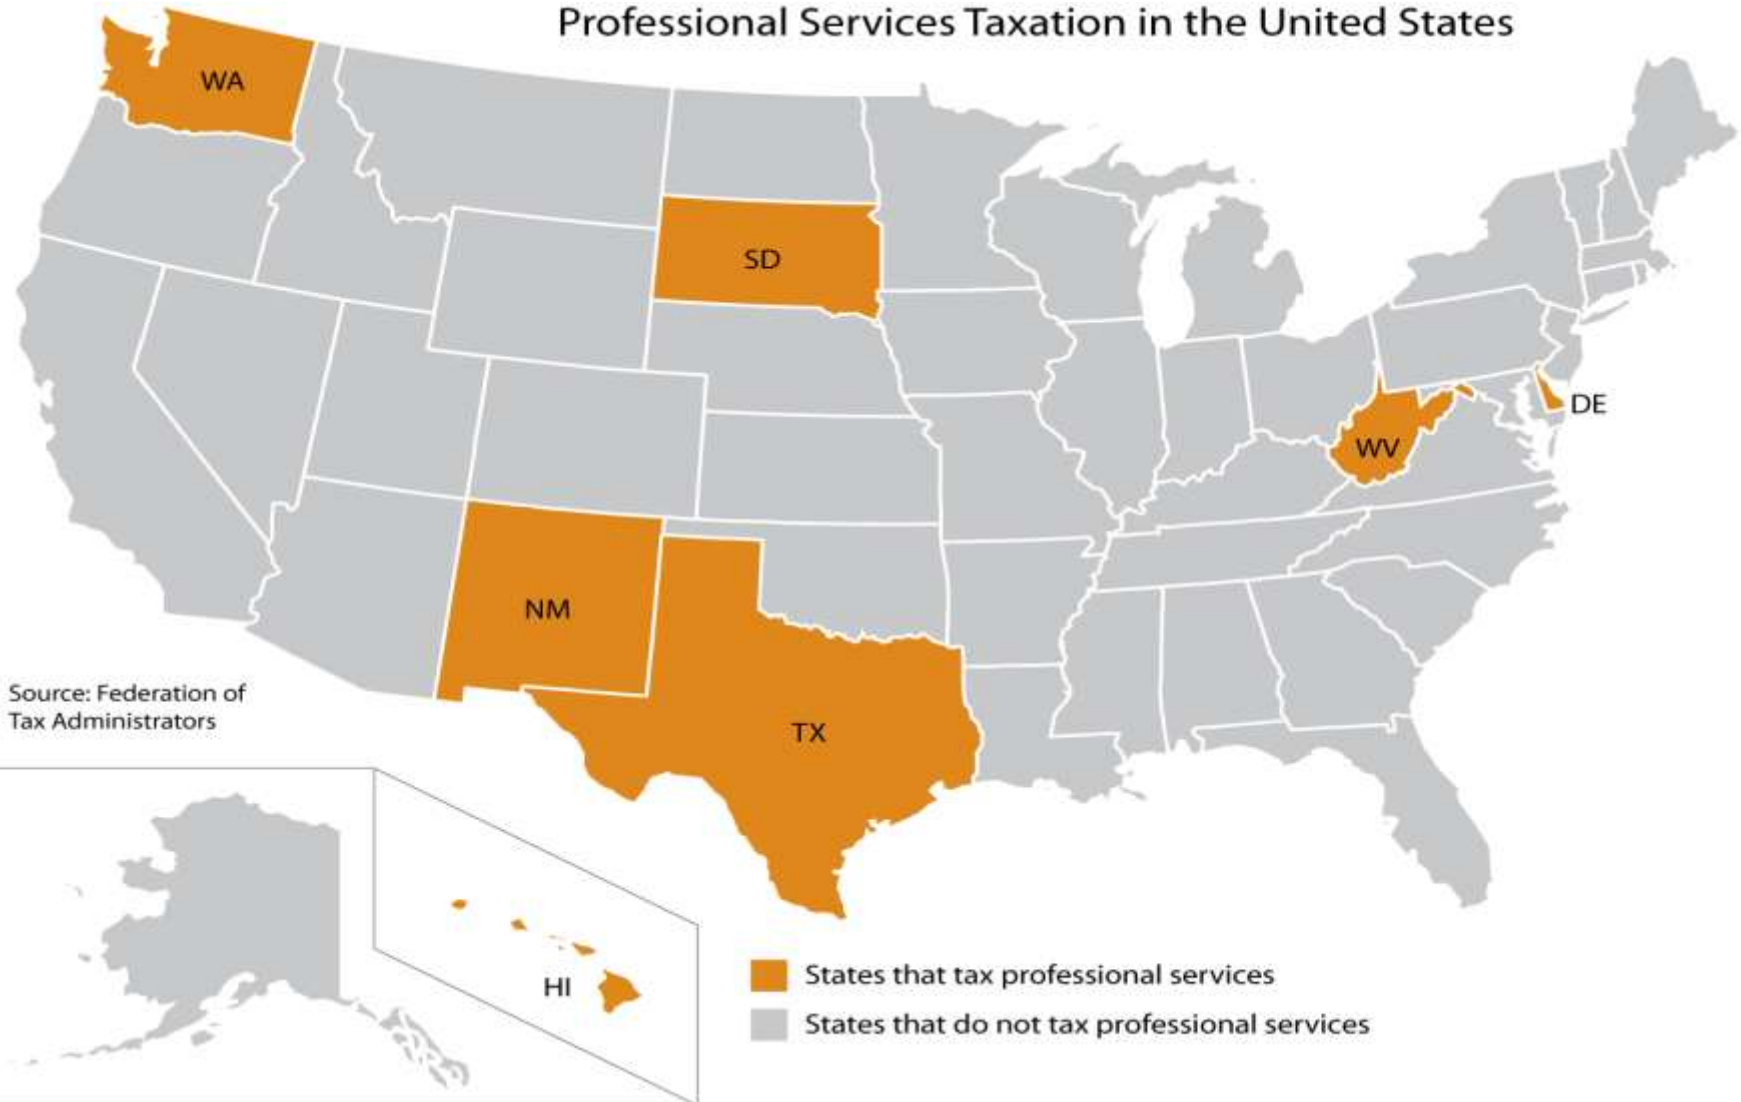 Professional Services Taxation in the United States
WA
SD
DE
WV
NM
Source: Federation of
Tax Administrators
TX
HI
States that tax professional services
States that do not tax professional services